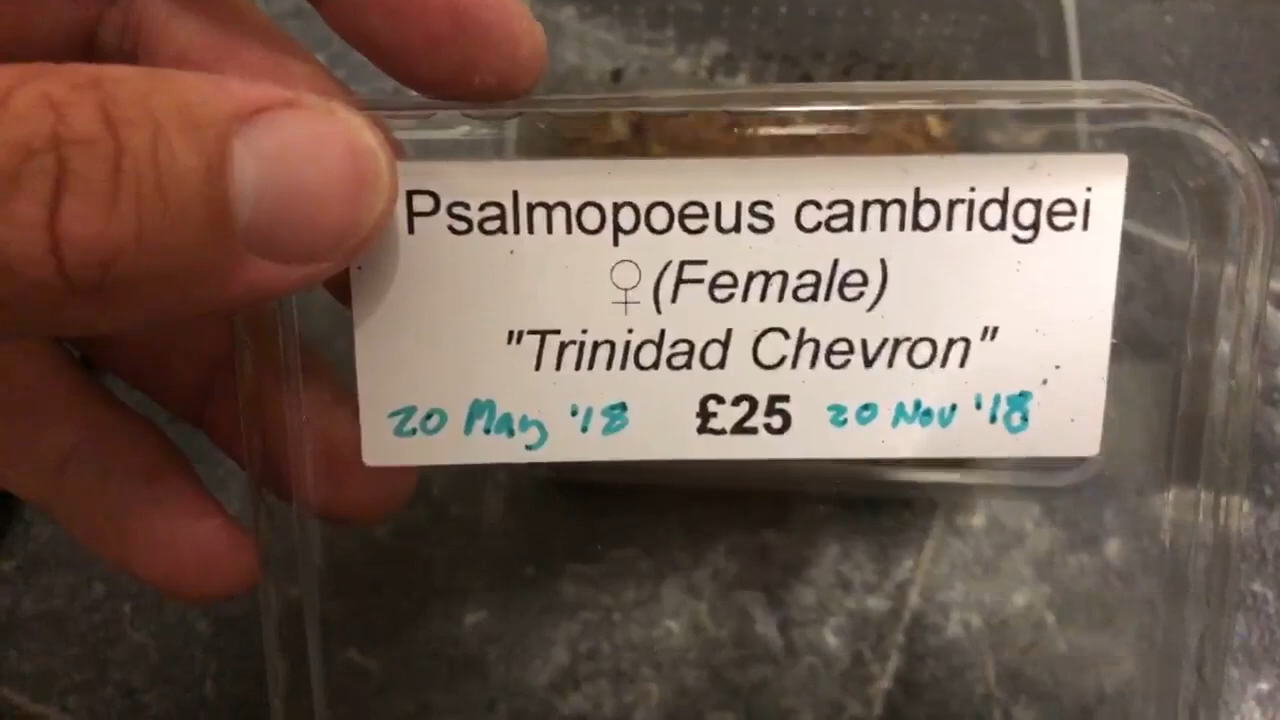 Psalmopoeus cambridgei
♀ (Female)
"Trinidad Chevron"
20 May '18 £25 20 Nov '18